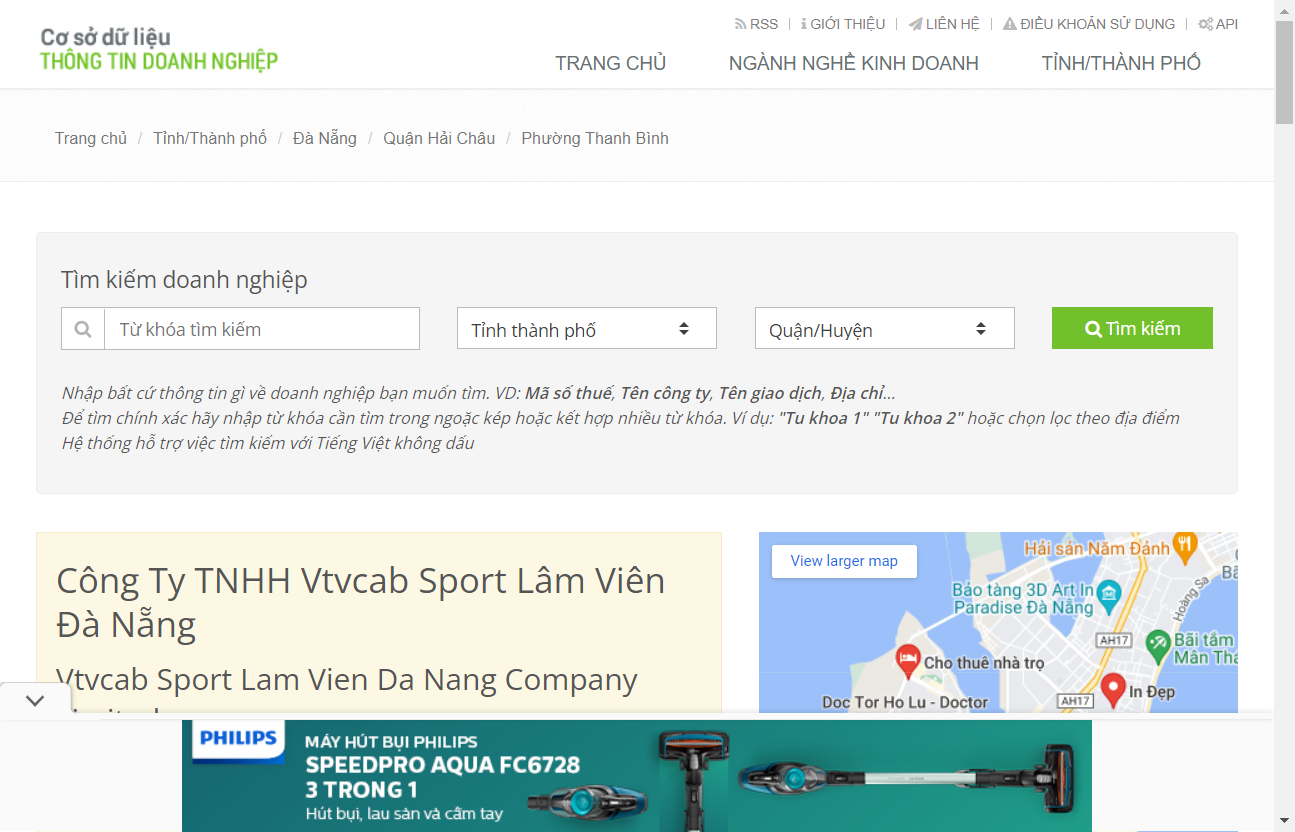 RSS | GIỚI THIỆU | LIÊN HỆ | ĐIỀU KHOẢN SỬ DỤNG | API
Cơ sở dữ liệu
THÔNG TIN DOANH NGHIỆP
TRANG CHỦ NGÀNH NGHỀ KINH DOANH TỈNH/THÀNH PHỐ
Trang chủ / Tỉnh/Thành phố / Đà Nẵng / Quận Hải Châu / Phường Thanh Bình
Tìm kiếm doanh nghiệp
Từ khóa tìm kiếm Tỉnh thành phố Quận/Huyện Tìm kiếm
Nhập bất cứ thông tin gì về doanh nghiệp bạn muốn tìm. VD: Mã số thuế, Tên công ty, Tên giao dịch, Địa chỉ...
Để tìm chính xác hãy nhập từ khóa cần tìm trong ngoặc kép hoặc kết hợp nhiều từ khóa. Ví dụ: "Tu khoa 1" "Tu khoa 2" hoặc chọn lọc theo địa điểm
Hệ thống hỗ trợ việc tìm kiếm với Tiếng Việt không dấu
Công Ty TNHH Vtvcab Sport Lâm Viên
Đà Nẵng
Vtvcab Sport Lam Vien Da Nang Company
View larger map
Hải sản Năm Đảnh
Bảo tàng 3D Art In
Paradise Đà Nẵng
Hoàng Sa
AH17
Bãi tắm
Mân Thá
Cho thuê nhà trọ
In Đẹp
AH17
Doc Tor Ho Lu - Doctor
PHILIPS
MÁY HÚT BỤI PHILIPS
SPEEDPRO AQUA FC6728
3 TRONG 1
Hút bụi, lau sàn và cầm tay